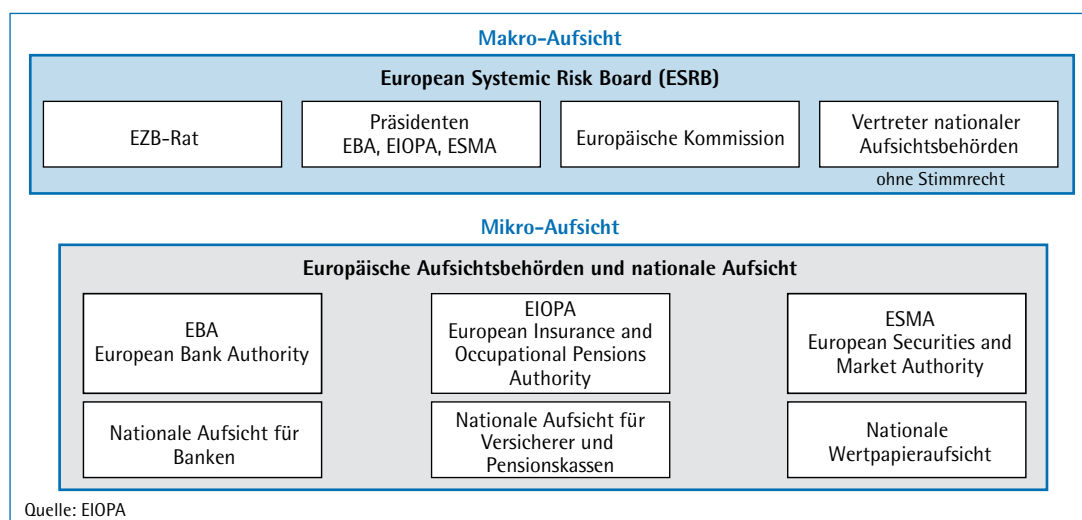 Makro-Aufsicht
European Systemic Risk Board (ESRB)
EZB-Rat
Präsidenten
EBA, EIOPA, ESMA
Europäische Kommission
Vertreter nationaler
Aufsichtsbehörden
ohne Stimmrecht
Mikro-Aufsicht
Europäische Aufsichtsbehörden und nationale Aufsicht
EBA
European Bank Authority
EIOPA
European Insurance and
Occupational Pensions
Authority
ESMA
European Securities and
Market Authority
Nationale Aufsicht für
Banken
Nationale Aufsicht für
Versicherer und
Pensionskassen
Nationale
Wertpapieraufsicht
Quelle: EIOPA